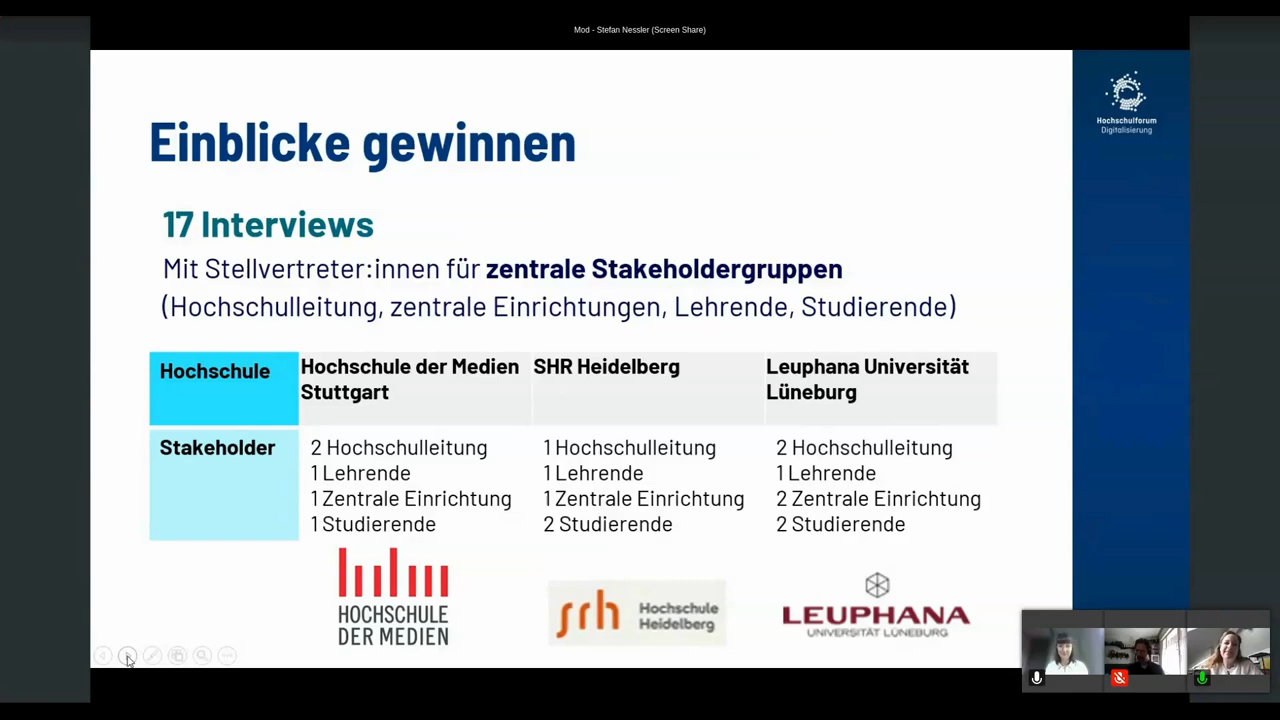 Mod - Stefan Nessler (Screen Share)
Hochschulforum
Digitalisierung
Einblicke gewinnen
17 Interviews
Mit Stellvertreter:innen für zentrale Stakeholdergruppen
(Hochschulleitung, zentrale Einrichtungen, Lehrende, Studierende)
Hochschule
Hochschule der Medien
Stuttgart
SHR Heidelberg
Leuphana Universität
Lüneburg
Stakeholder
2 Hochschulleitung
1 Lehrende
1 Zentrale Einrichtung
1 Studierende
1 Hochschulleitung
1 Lehrende
1 Zentrale Einrichtung
2 Studierende
2 Hochschulleitung
1 Lehrende
2 Zentrale Einrichtung
2 Studierende
HOCHSCHULE
DER MEDIEN
srh
Hochschule
Heidelberg
LEUPHANA
UNIVERSITÄT LÜNEBURG